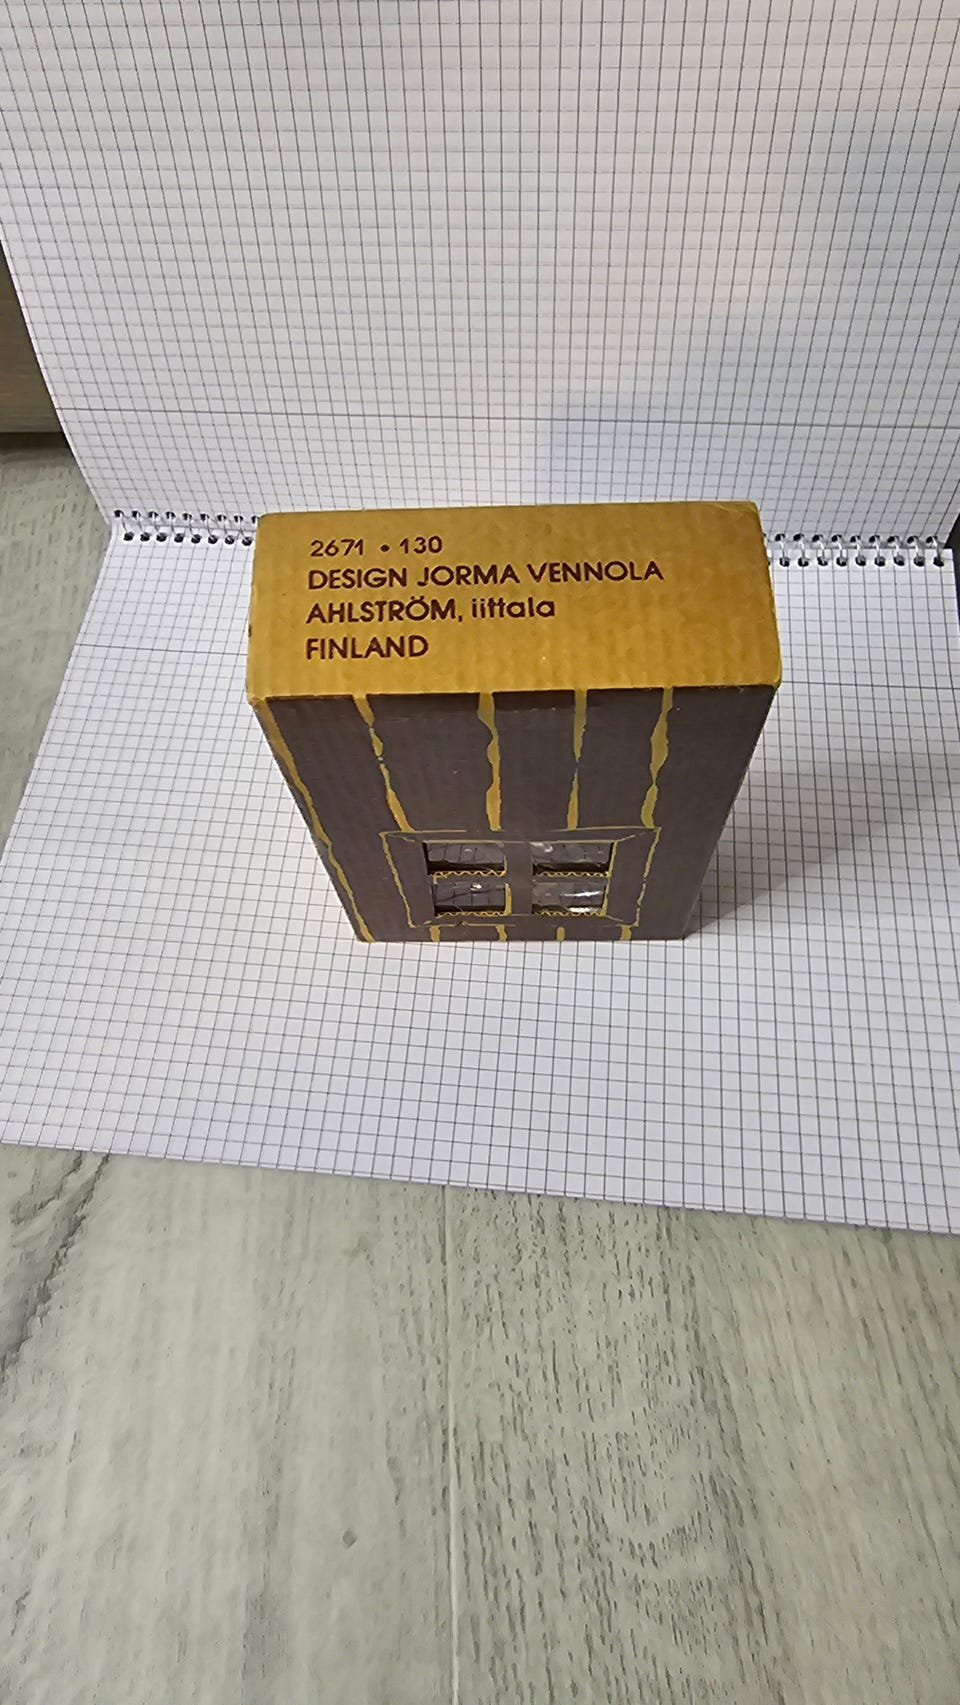 2671 • 130
DESIGN JORMA VENNOLA
AHLSTRÖM, iittala
FINLAND